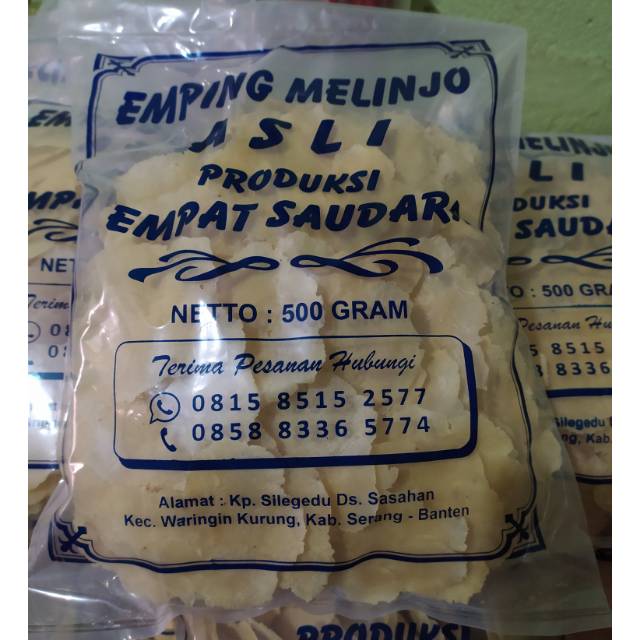 EMPING MELINJO
ASLI
PRODUKSI
EMPAT SAUDARA
NETTO : 500 GRAM
Terima Pesanan Hubungi
0815 8515 2577
0858 8336 5774
Alamat : Kp. Silegedu Ds. Sasahan
Kec. Waringin Kurung, Kab. Serang - Banten
PRODUKSI